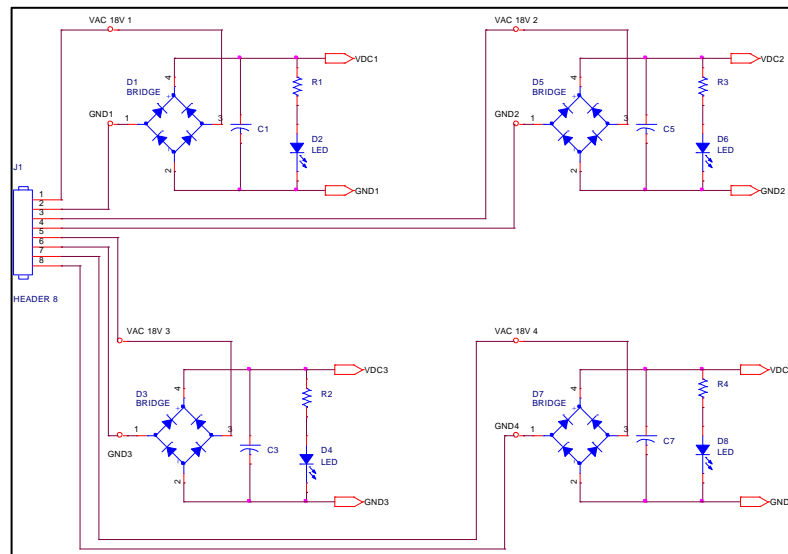 VAC 18V 1
VAC 18V 2
VDC1
VDC2
D1
BRIDGE
4
R1
D5
BRIDGE
4
R3
GND1
1
3
C1
D2
LED
GND2
1
3
C5
D6
LED
2
GND1
2
GND2
J1
1
2
3
4
5
6
7
8
HEADER 8
VAC 18V 3
VAC 18V 4
VDC3
VDC
D3
BRIDGE
4
R2
D7
BRIDGE
4
R4
GND3
1
3
C3
D4
LED
GND4
1
3
C7
D8
LED
2
GND3
2
GND